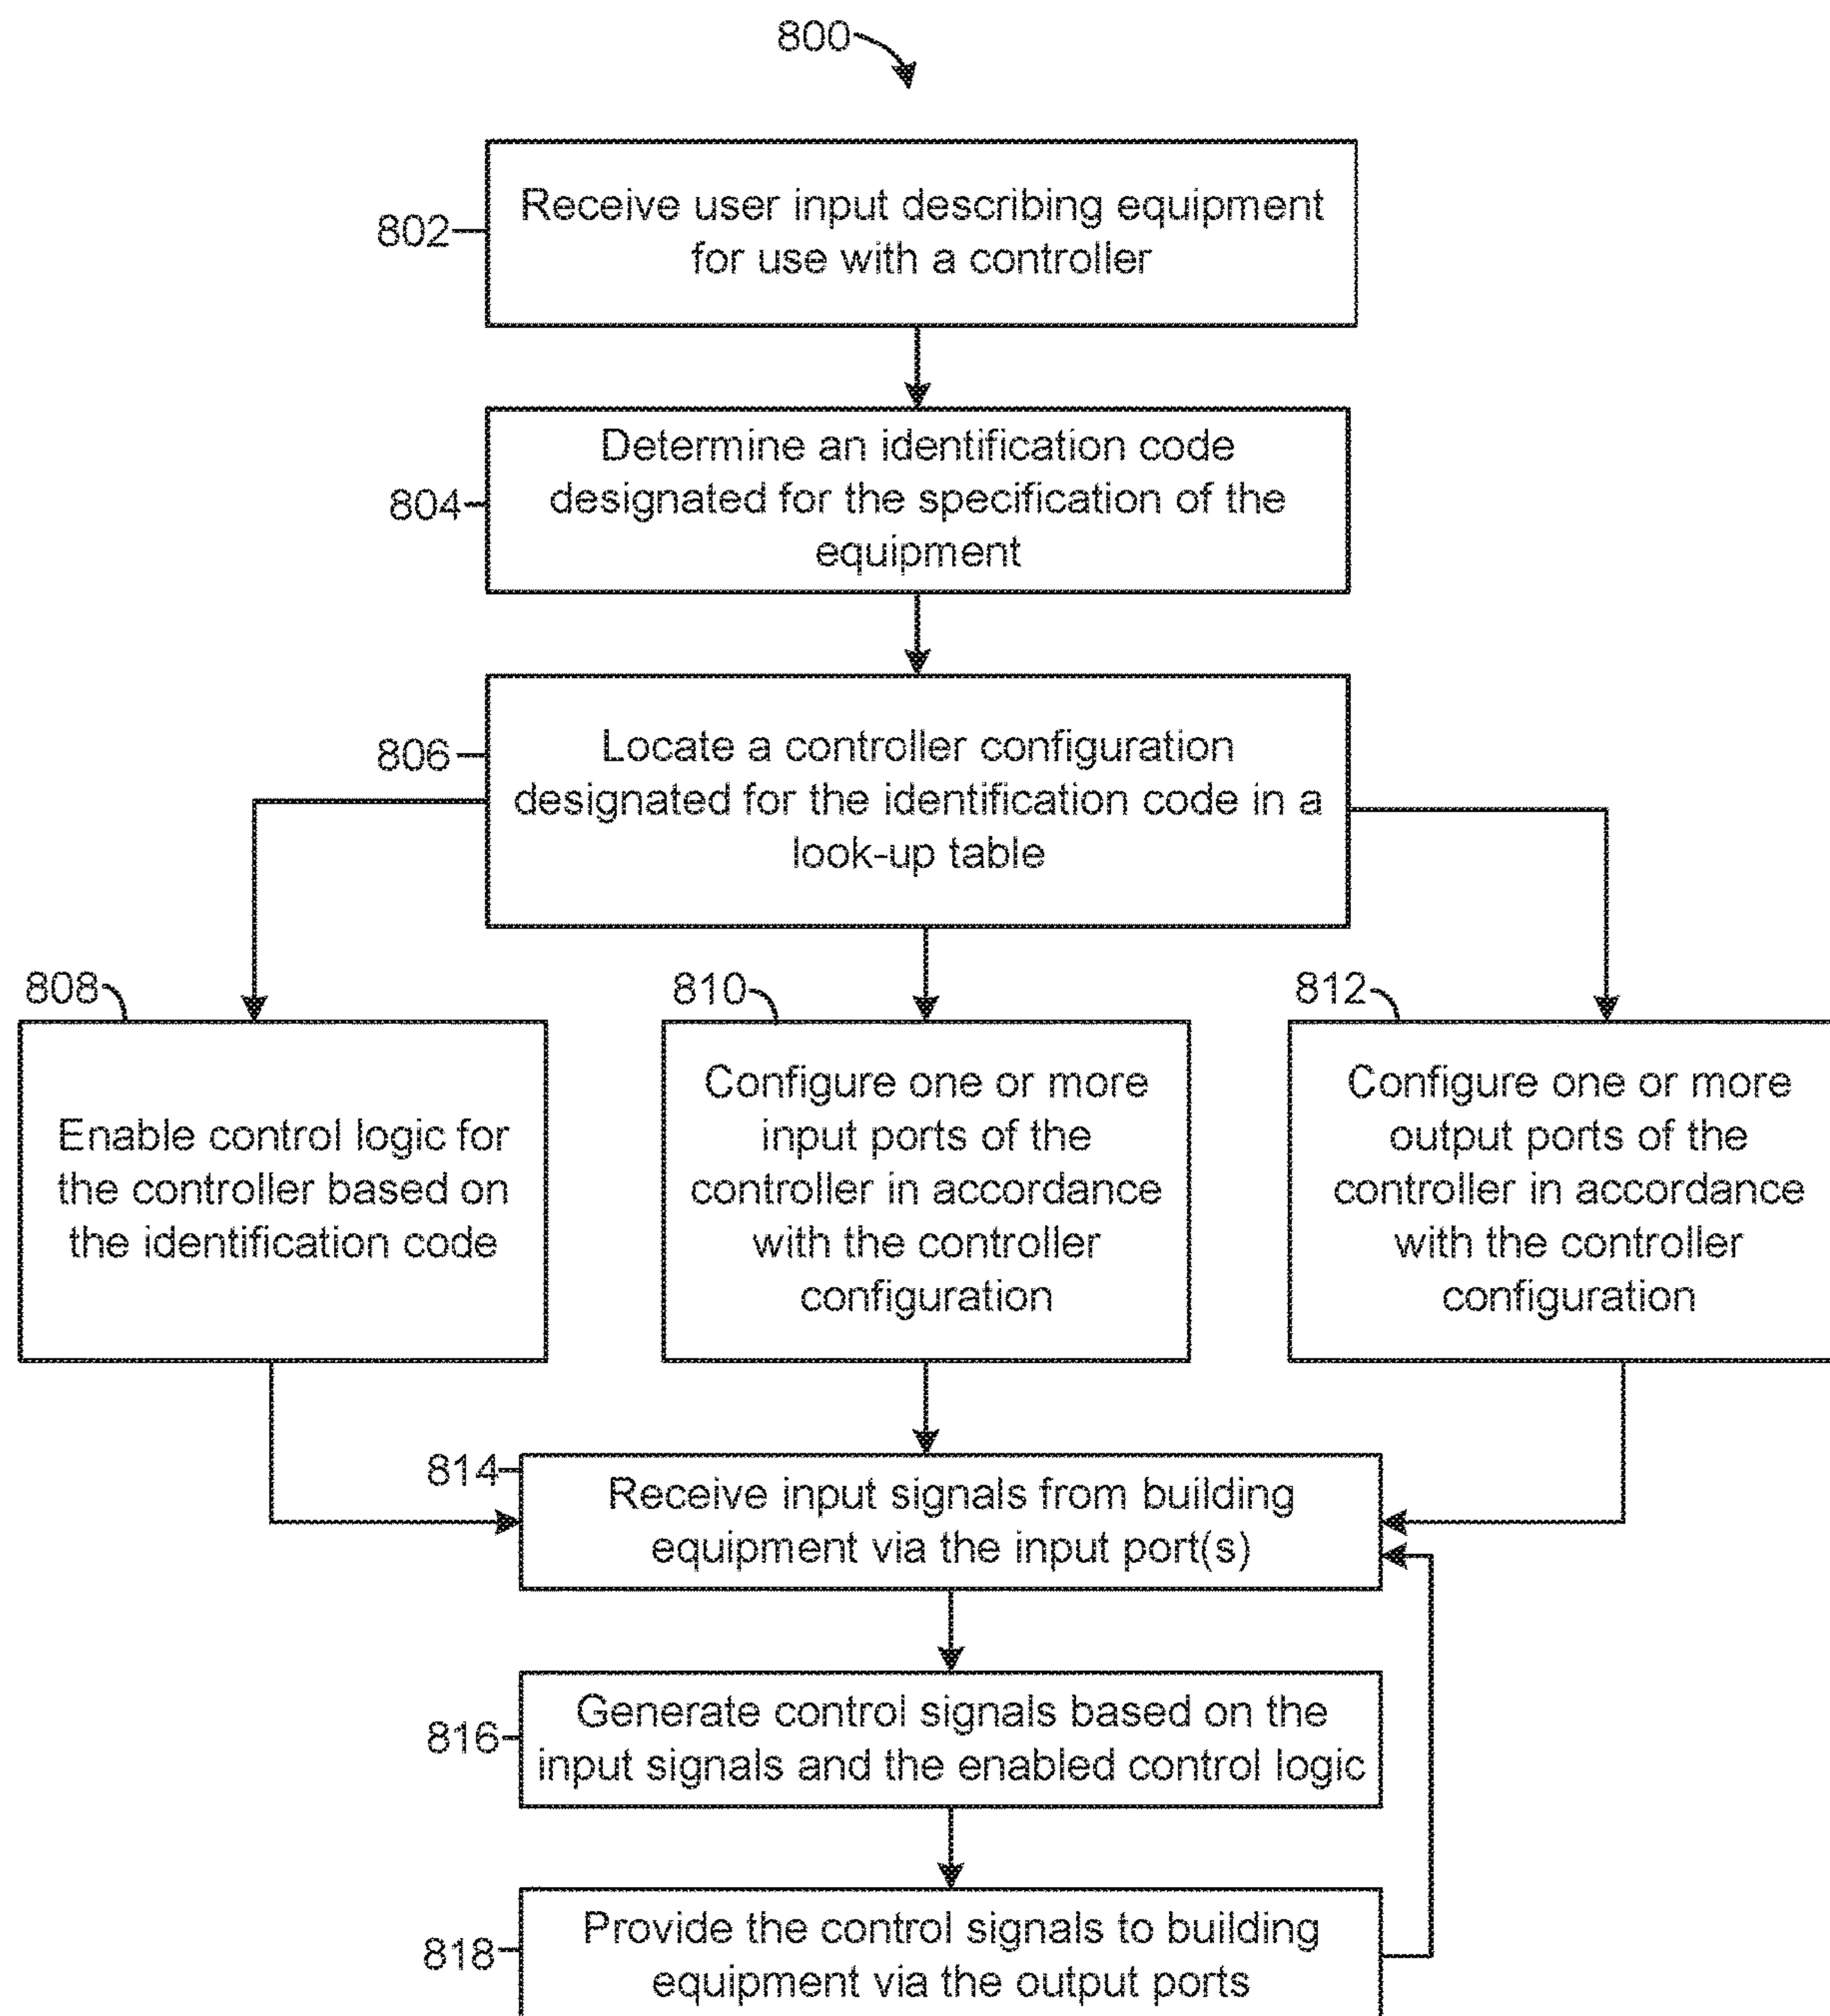 800
802
Receive user input describing equipment
for use with a controller
804
Determine an identification code
designated for the specification of the
equipment
806
Locate a controller configuration
designated for the identification code in a
look-up table
808
Enable control logic for
the controller based on
the identification code
810
Configure one or more
input ports of the
controller in accordance
with the controller
configuration
812
Configure one or more
output ports of the
controller in accordance
with the controller
configuration
814
Receive input signals from building
equipment via the input port(s)
816
Generate control signals based on the
input signals and the enabled control logic
818
Provide the control signals to building
equipment via the output ports